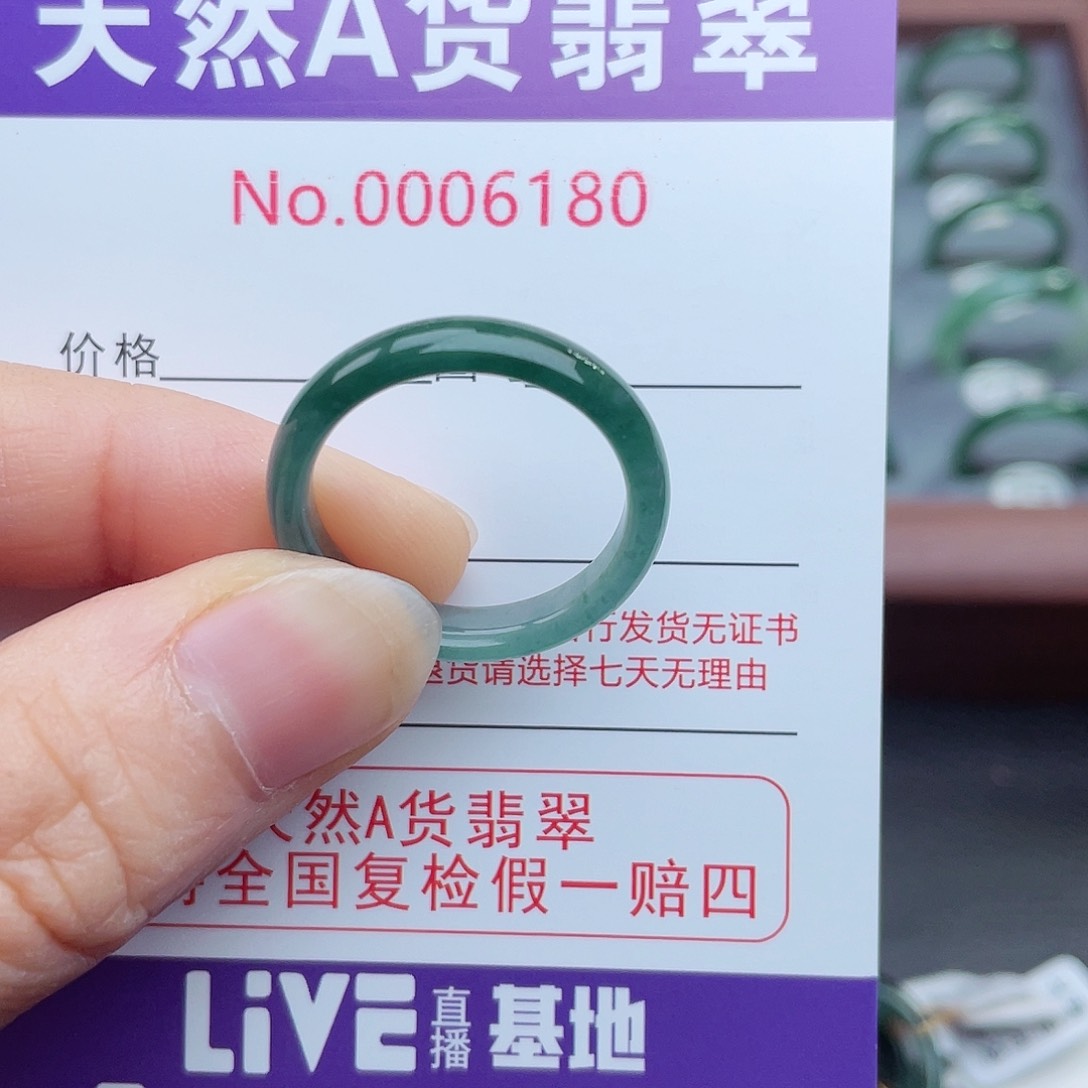 天然A货翡翠
No.0006180
价格
行发货无证书
退货请选择七天无理由
天然A货翡翠
全国复检假一赔四
LIVE直播基地